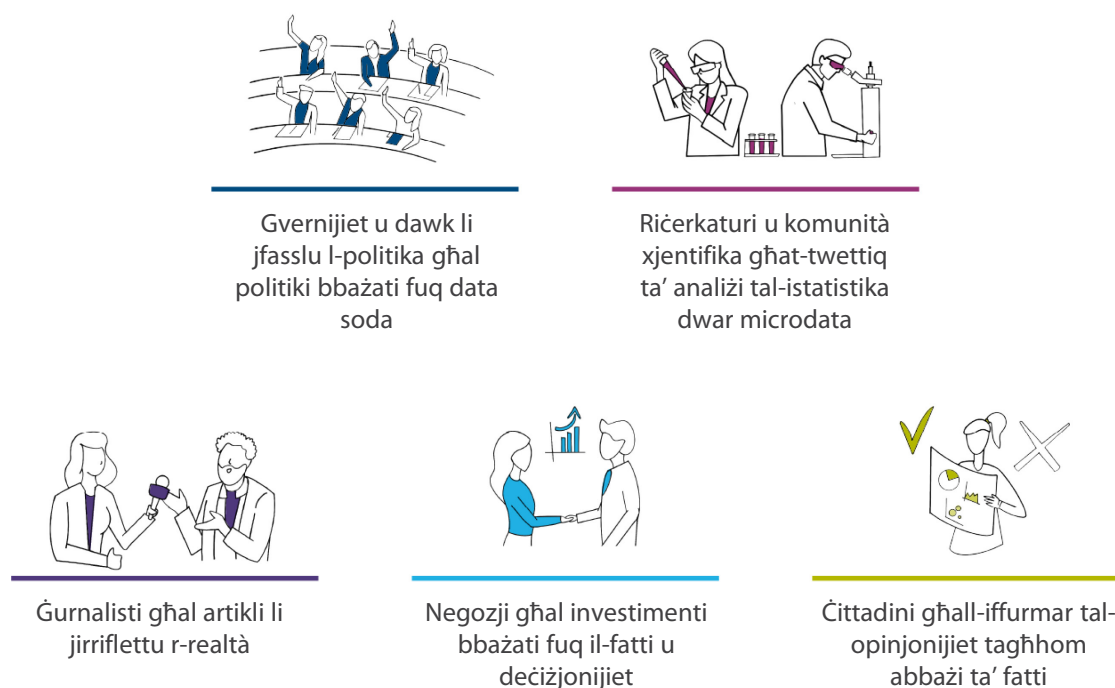 Gvernijiet u dawk li
jfasslu l-politika għal
politiki bbażati fuq data
soda
Riċerkaturi u komunità
xjentifika għat-twettiq
ta’ analiżi tal-istatistika
dwar microdata
Ġurnalisti għal artikli li
jirriflettu r-realtà
Negozji għal investimenti
bbażati fuq il-fatti u
deċiżjonijiet
Ċittadini għall-iffurmar tal-
opinjonijiet tagħhom
abbażi ta’ fatti